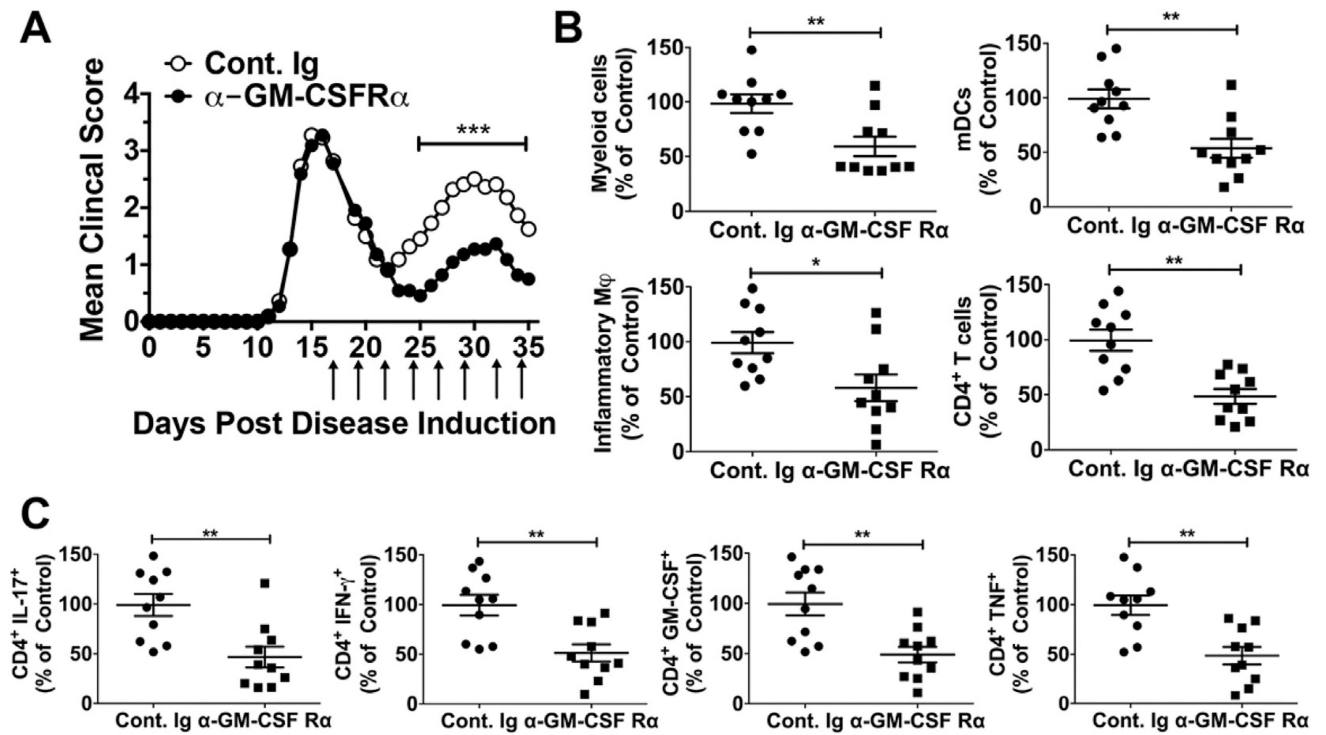 A
Cont. Ig
α−GM-CSFRα
Mean Clincal Score
4
3
2
1
0
***
0 5 10 15 20 25 30 35
Days Post Disease Induction
B
Myeloid cells
(% of Control)
150
100
50
0
**
Cont. Ig α-GM-CSF Rα
mDCs
(% of Control)
150
100
50
0
**
Cont. Ig α-GM-CSF Rα
Inflammatory Mφ
(% of Control)
150
100
50
0
*
Cont. Ig α-GM-CSF Rα
CD4+ T cells
(% of Control)
150
100
50
0
**
Cont. Ig α-GM-CSF Rα
C
CD4+ IL-17+
(% of Control)
150
100
50
0
**
Cont. Ig α-GM-CSF Rα
CD4+ IFN-γ+
(% of Control)
150
100
50
0
**
Cont. Ig α-GM-CSF Rα
CD4+ GM-CSF+
(% of Control)
150
100
50
0
**
Cont. Ig α-GM-CSF Rα
CD4+ TNF+
(% of Control)
150
100
50
0
**
Cont. Ig α-GM-CSF Rα